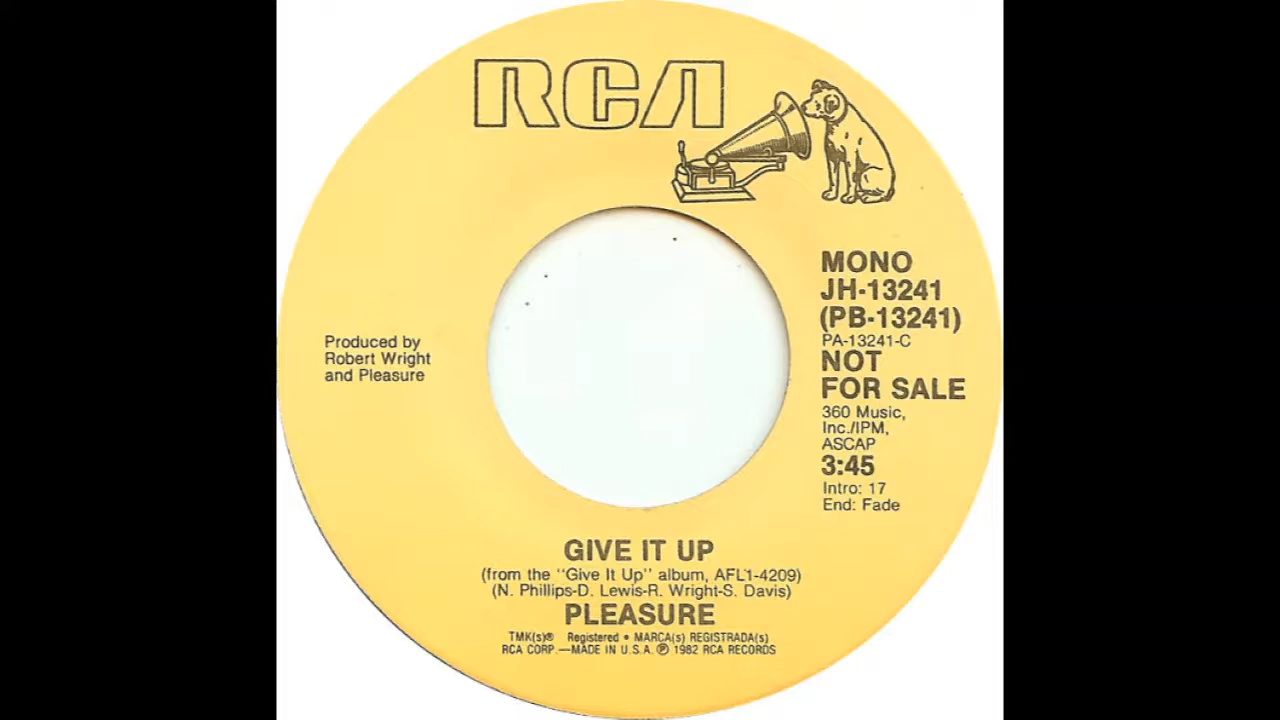 RCA
MONO
JH-13241
(PB-13241)
PA-13241-C
NOT
FOR SALE
360 Music,
Inc./IPM,
ASCAP
3:45
Intro: 17
End: Fade
Produced by
Robert Wright
and Pleasure
GIVE IT UP
(from the "Give It Up" album, AFL1-4209)
(N. Phillips-D. Lewis-R. Wright-S. Davis)
PLEASURE
TMK(s)® Registered • MARCA(s) REGISTRADA(s)
RCA CORP.—MADE IN U.S.A. ℗ 1982 RCA RECORDS